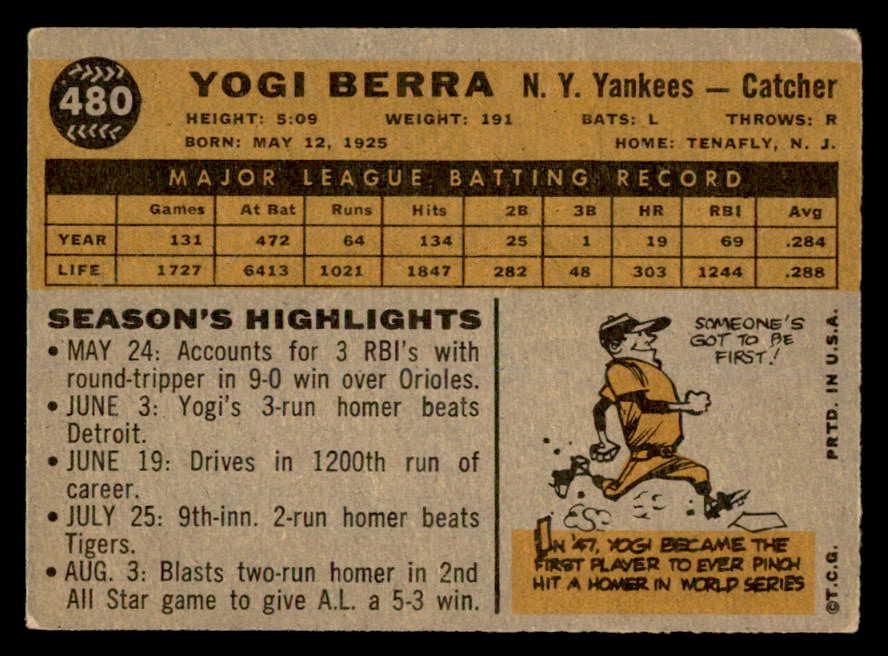 480
YOGI BERRA N. Y. Yankees — Catcher
HEIGHT: 5:09 WEIGHT: 191 BATS: L THROWS: R
BORN: MAY 12, 1925 HOME: TENAFLY, N. J.
MAJOR LEAGUE BATTING RECORD
Games At Bat Runs Hits 2B 3B HR RBI Avg
YEAR 131 472 64 134 25 1 19 69 .284
LIFE 1727 6413 1021 1847 282 48 303 1244 .288
SEASON'S HIGHLIGHTS
• MAY 24: Accounts for 3 RBI's with
round-tripper in 9-0 win over Orioles.
• JUNE 3: Yogi's 3-run homer beats
Detroit.
• JUNE 19: Drives in 1200th run of
career.
• JULY 25: 9th-inn. 2-run homer beats
Tigers.
• AUG. 3: Blasts two-run homer in 2nd
All Star game to give A.L. a 5-3 win.
SOMEONE'S
GOT TO BE
FIRST!
IN '47, YOGI BECAME THE
FIRST PLAYER TO EVER PINCH
HIT A HOMER IN WORLD SERIES
©T.C.G. PRTD. IN U.S.A.